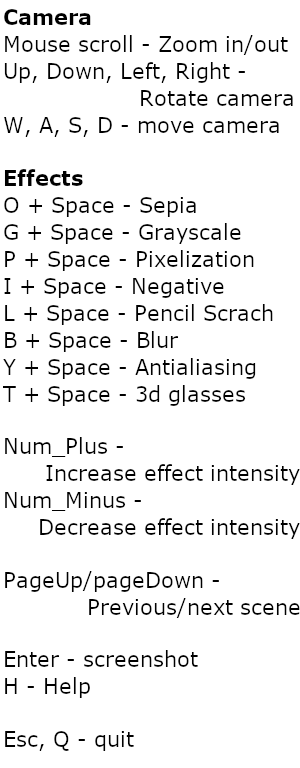 Camera
Mouse scroll - Zoom in/out
Up, Down, Left, Right -
Rotate camera
W, A, S, D - move camera
Effects
O + Space - Sepia
G + Space - Grayscale
P + Space - Pixelization
I + Space - Negative
L + Space - Pencil Scrach
B + Space - Blur
Y + Space - Antialiasing
T + Space - 3d glasses
Num_Plus -
Increase effect intensity
Num_Minus -
Decrease effect intensity
PageUp/pageDown -
Previous/next scene
Enter - screenshot
H - Help
Esc, Q - quit